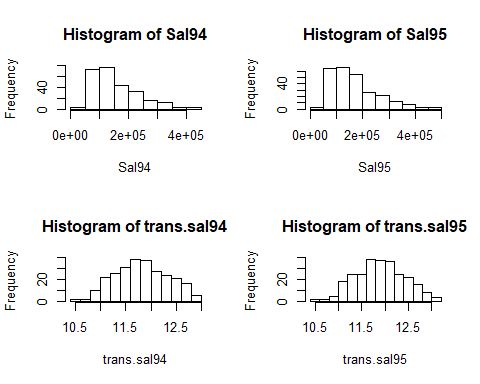 Histogram of Sal94
Frequency
0 40
0e+00 2e+05 4e+05
Sal94
Histogram of Sal95
Frequency
0 40
0e+00 2e+05 4e+05
Sal95
Histogram of trans.sal94
Frequency
0 20
10.5 11.5 12.5
trans.sal94
Histogram of trans.sal95
Frequency
0 20
10.5 11.5 12.5
trans.sal95